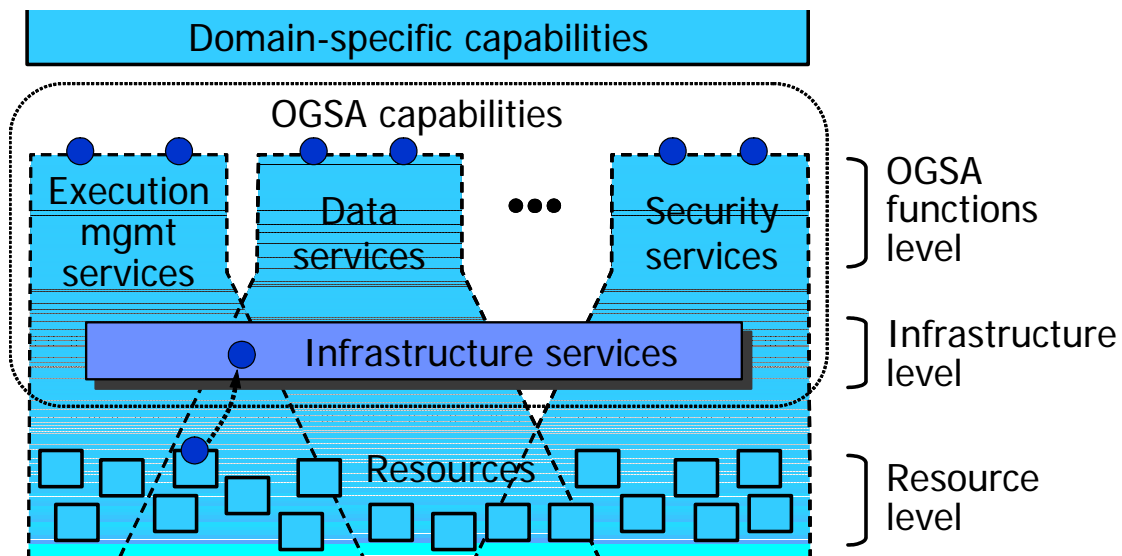 Domain-specific capabilities
OGSA capabilities
Execution
mgmt
services
Data
services
•••
Security
services
OGSA
functions
level
Infrastructure services
Infrastructure
level
Resources
Resource
level